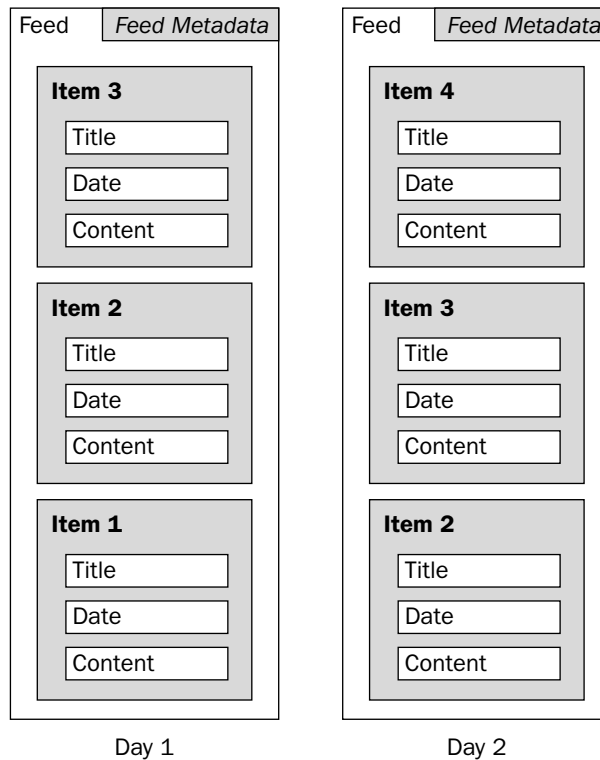 Feed Feed Metadata
Item 3
Title
Date
Content
Item 2
Title
Date
Content
Item 1
Title
Date
Content
Day 1
Feed Feed Metadata
Item 4
Title
Date
Content
Item 3
Title
Date
Content
Item 2
Title
Date
Content
Day 2